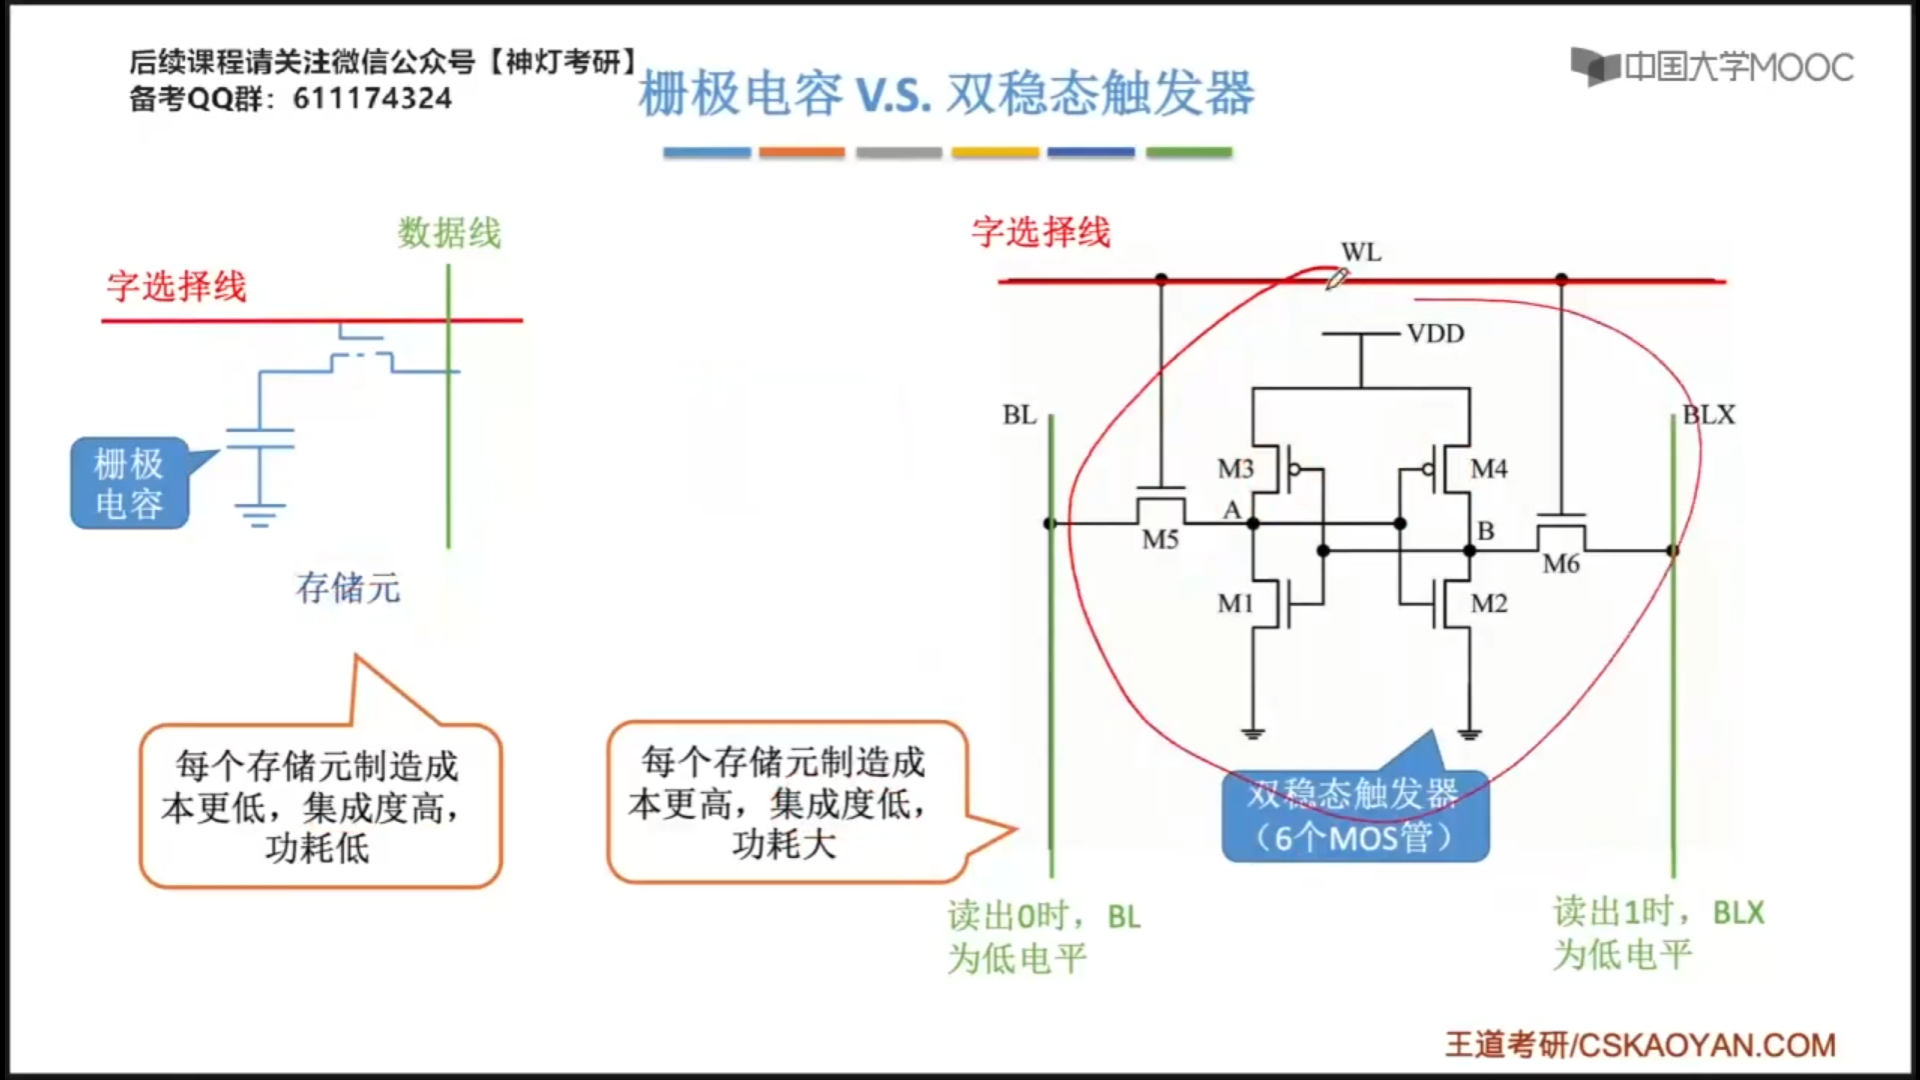 后续课程请关注微信公众号【神灯考研】
备考QQ群：611174324
中国大学MOOC
栅极电容 V.S. 双稳态触发器
数据线
字选择线
栅极
电容
存储元
每个存储元制造成
本更低，集成度高，
功耗低
每个存储元制造成
本更高，集成度低，
功耗大
字选择线
WL
VDD
BL
BLX
M3
M4
A
M5
B
M6
M1
M2
双稳态触发器
（6个MOS管）
读出0时，BL
为低电平
读出1时，BLX
为低电平
王道考研/CSKAOYAN.COM